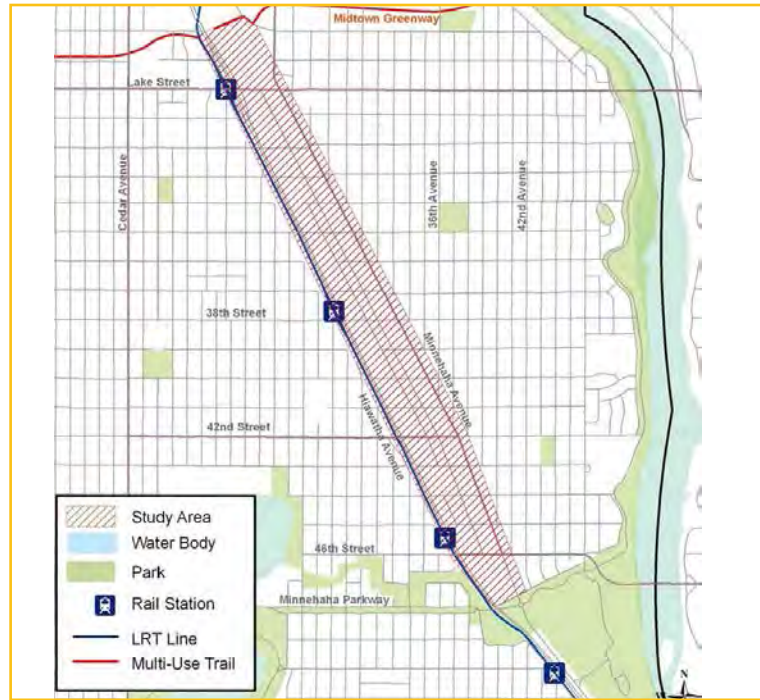 Midtown Greenway
Lake Street
Cedar Avenue
36th Avenue
42nd Avenue
38th Street
Minnehaha Avenue
Hiawatha Avenue
42nd Street
46th Street
Minnehaha Parkway
Study Area
Water Body
Park
Rail Station
LRT Line
Multi-Use Trail
N